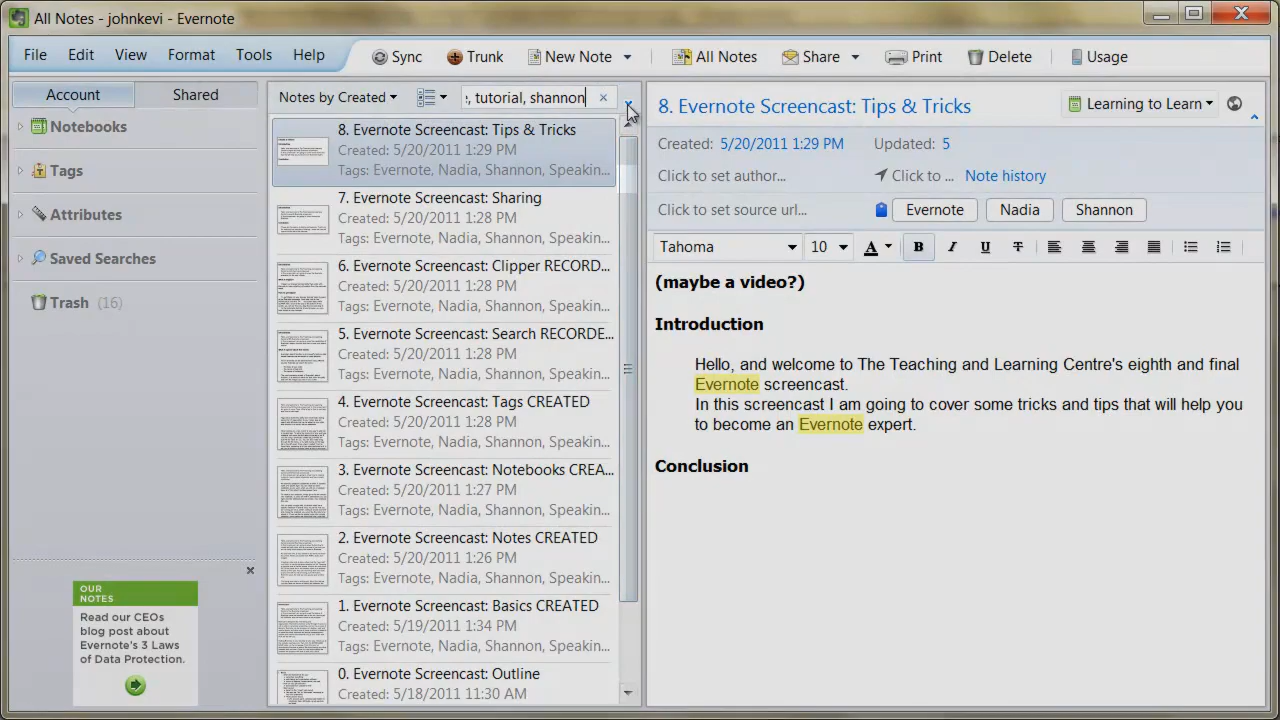 All Notes - johnkevi - Evernote
File Edit View Format Tools Help
Sync Trunk New Note All Notes Share Print Delete Usage
Account Shared
Notebooks
Tags
Attributes
Saved Searches
Trash (16)
OUR
NOTES
Read our CEOs
blog post about
Evernote's 3 Laws
of Data Protection.
Notes by Created
, tutorial, shannon
8. Evernote Screencast: Tips & Tricks
Created: 5/20/2011 1:29 PM
Tags: Evernote, Nadia, Shannon, Speakin...
7. Evernote Screencast: Sharing
Created: 5/20/2011 1:28 PM
Tags: Evernote, Nadia, Shannon, Speakin...
6. Evernote Screencast: Clipper RECORD...
Created: 5/20/2011 1:28 PM
Tags: Evernote, Nadia, Shannon, Speakin...
5. Evernote Screencast: Search RECORDE...
Created: 5/20/2011 1:28 PM
Tags: Evernote, Nadia, Shannon, Speakin...
4. Evernote Screencast: Tags CREATED
Created: 5/20/2011 1:28 PM
Tags: Evernote, Nadia, Shannon, Speakin...
3. Evernote Screencast: Notebooks CREA...
Created: 5/20/2011 1:27 PM
Tags: Evernote, Nadia, Shannon, Speakin...
2. Evernote Screencast: Notes CREATED
Created: 5/20/2011 1:26 PM
Tags: Evernote, Nadia, Shannon, Speakin...
1. Evernote Screencast: Basics CREATED
Created: 5/19/2011 1:34 PM
Tags: Evernote, Nadia, Shannon, Speakin...
0. Evernote Screencast: Outline
Created: 5/18/2011 11:30 AM
8. Evernote Screencast: Tips & Tricks
Learning to Learn
Created: 5/20/2011 1:29 PM Updated: 5
Click to set author... Click to ... Note history
Click to set source url... Evernote Nadia Shannon
Tahoma 10 A B I U T
(maybe a video?)
Introduction
Hello, and welcome to The Teaching and Learning Centre's eighth and final
Evernote screencast.
In this screencast I am going to cover some tricks and tips that will help you
to become an Evernote expert.
Conclusion